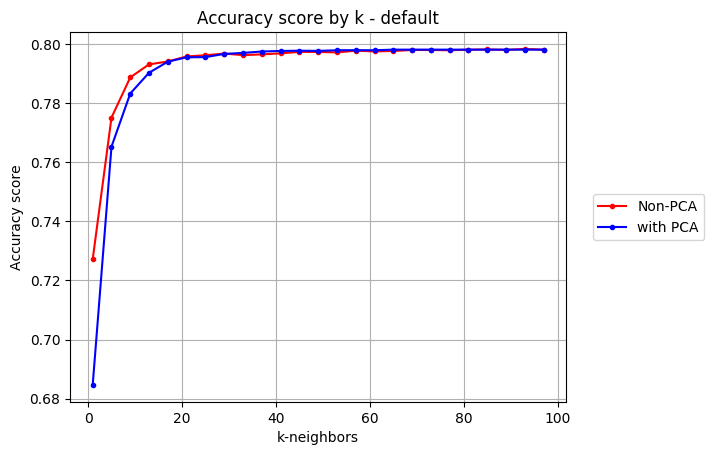 Accuracy score by k - default
Accuracy score
0.80
0.78
0.76
0.74
0.72
0.70
0.68
0
20
40
60
80
100
k-neighbors
Non-PCA
with PCA